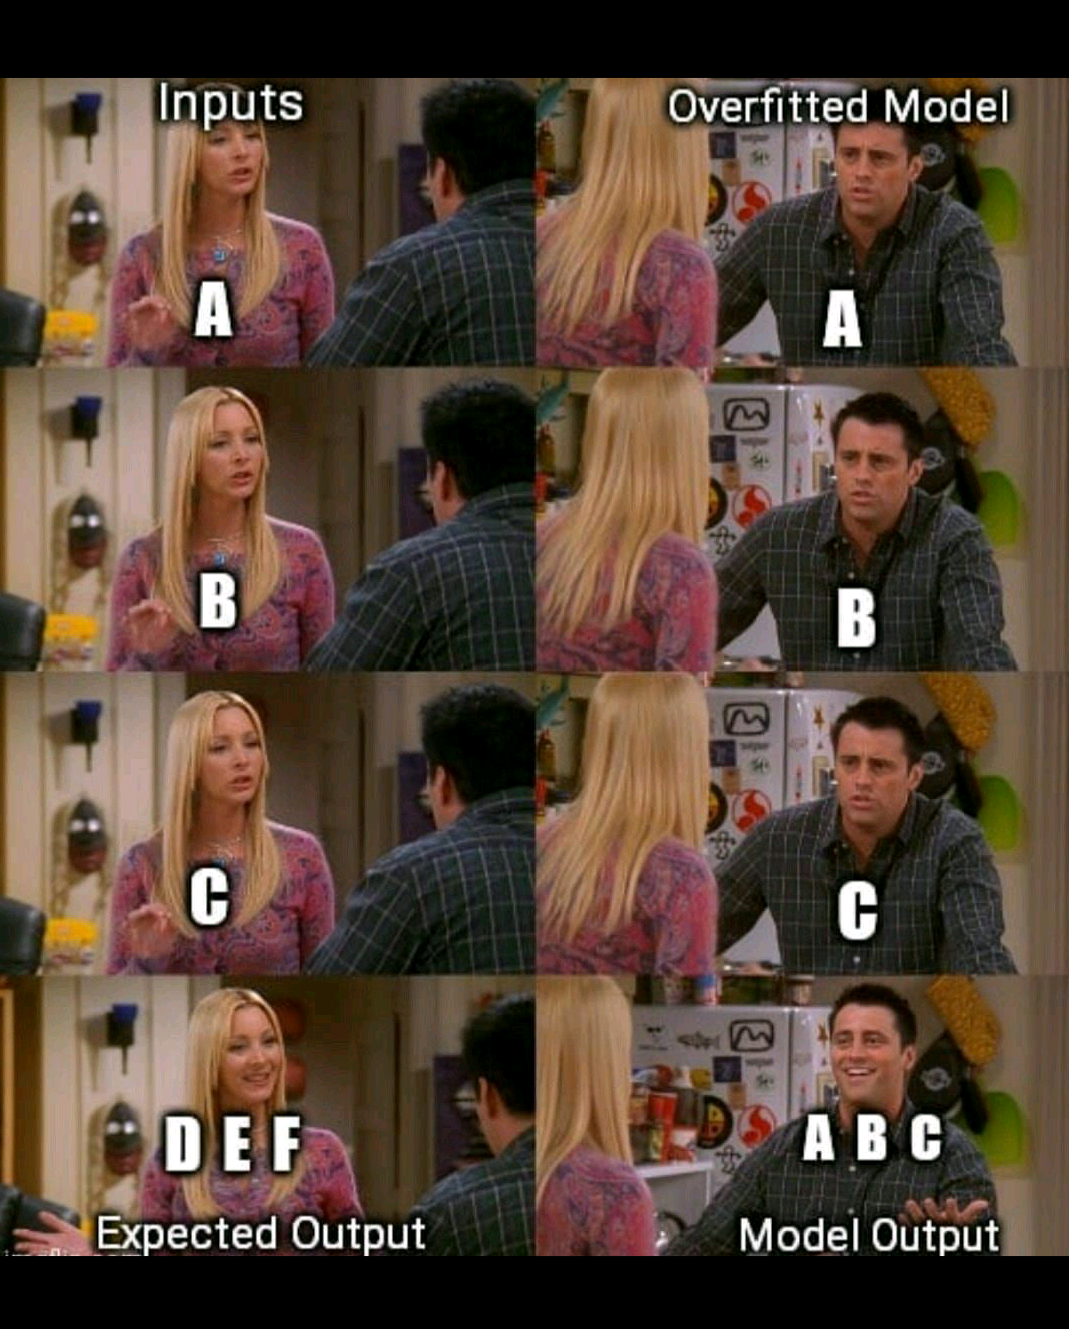 Inputs
Overfitted Model
A
A
B
B
C
C
D E F
A B C
Expected Output
Model Output